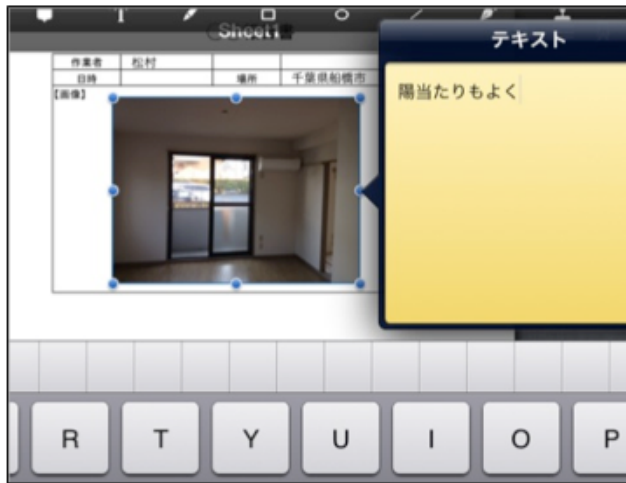 Sheet1
テキスト
作業者 松村
日時 場所 千葉県船橋市
【画像】
陽当たりもよく
R T Y U I O P